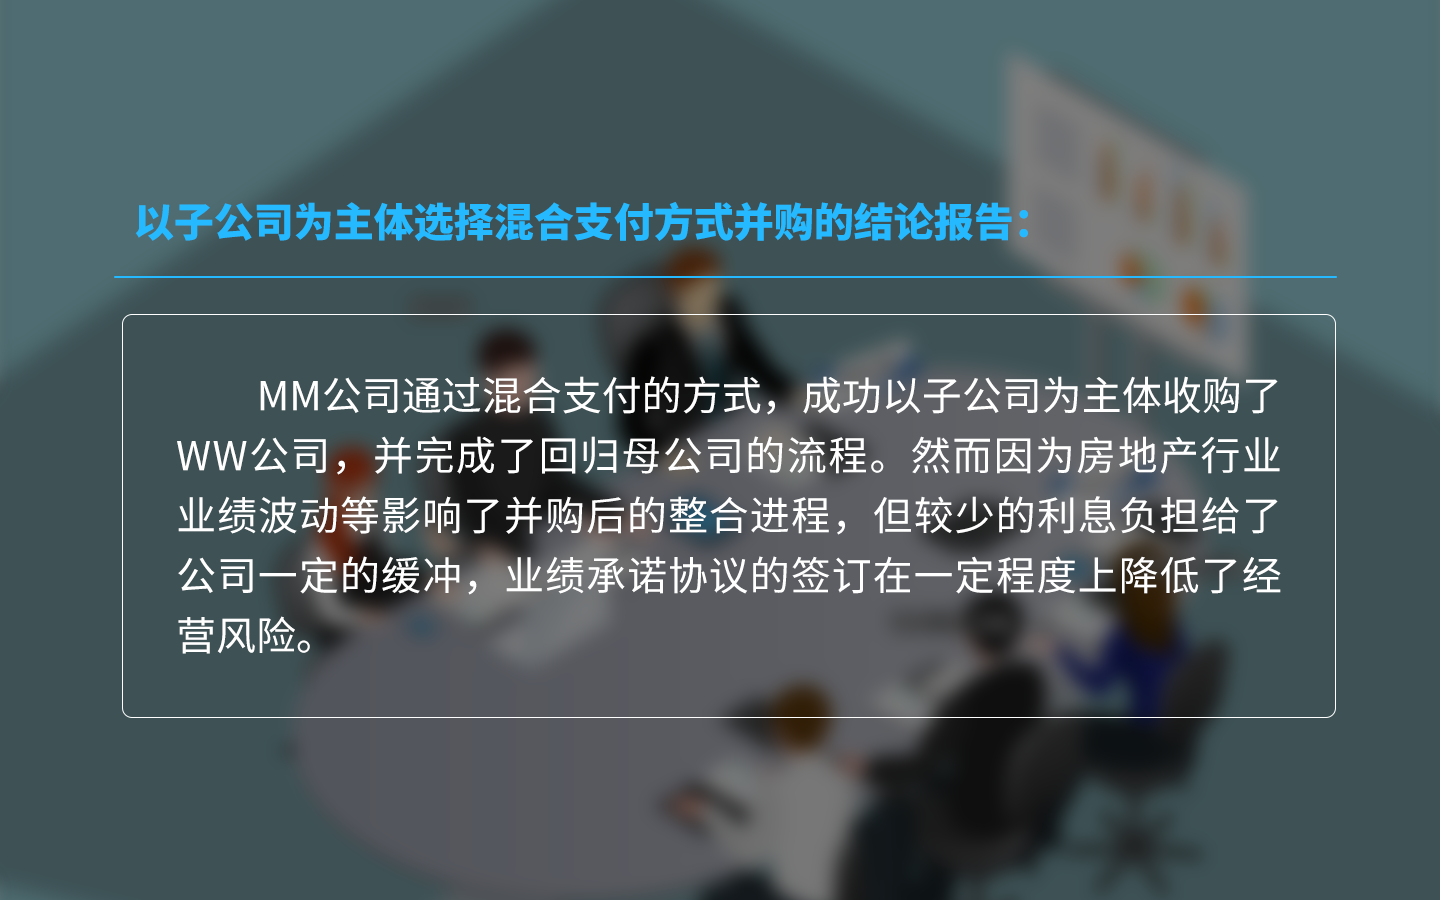 以子公司为主体选择混合支付方式并购的结论报告：
MM公司通过混合支付的方式，成功以子公司为主体收购了
WW公司，并完成了回归母公司的流程。然而因为房地产行业
业绩波动等影响了并购后的整合进程，但较少的利息负担给了
公司一定的缓冲，业绩承诺协议的签订在一定程度上降低了经
营风险。